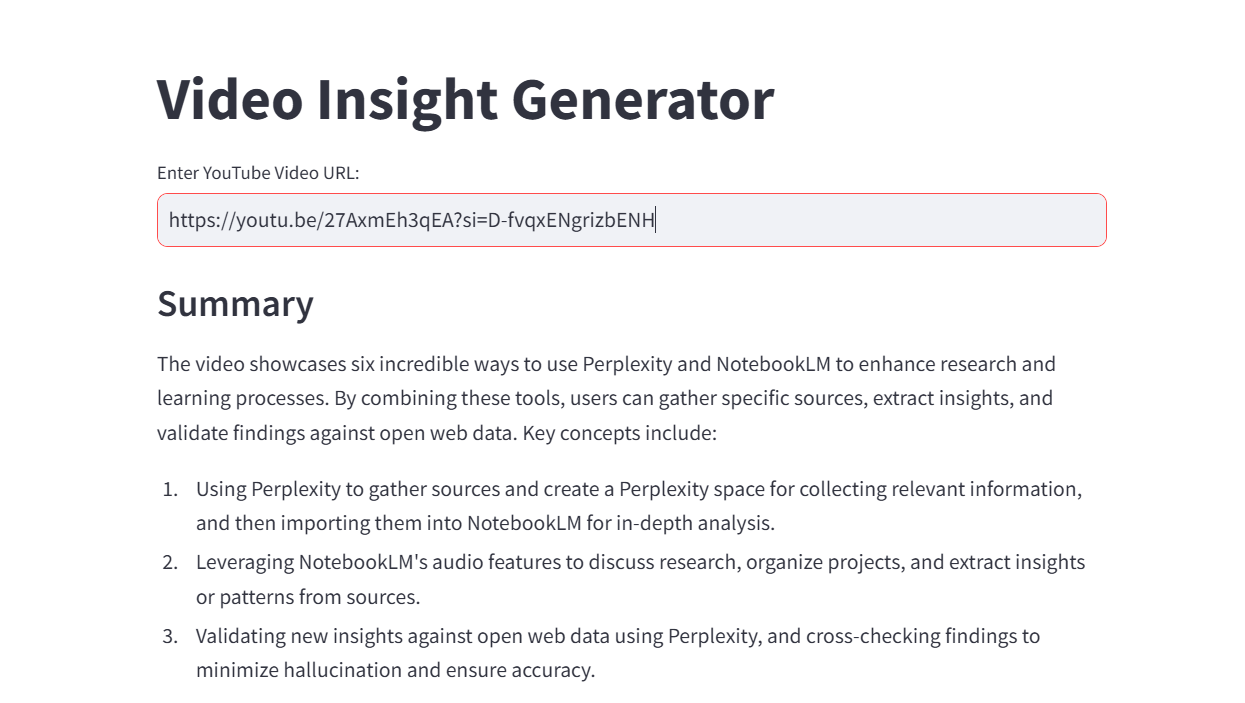 Video Insight Generator
Enter YouTube Video URL:
https://youtu.be/27AxmEh3qEA?si=D-fvqxENgrizbENH
Summary
The video showcases six incredible ways to use Perplexity and NotebookLM to enhance research and
learning processes. By combining these tools, users can gather specific sources, extract insights, and
validate findings against open web data. Key concepts include:
1. Using Perplexity to gather sources and create a Perplexity space for collecting relevant information,
and then importing them into NotebookLM for in-depth analysis.
2. Leveraging NotebookLM's audio features to discuss research, organize projects, and extract insights
or patterns from sources.
3. Validating new insights against open web data using Perplexity, and cross-checking findings to
minimize hallucination and ensure accuracy.